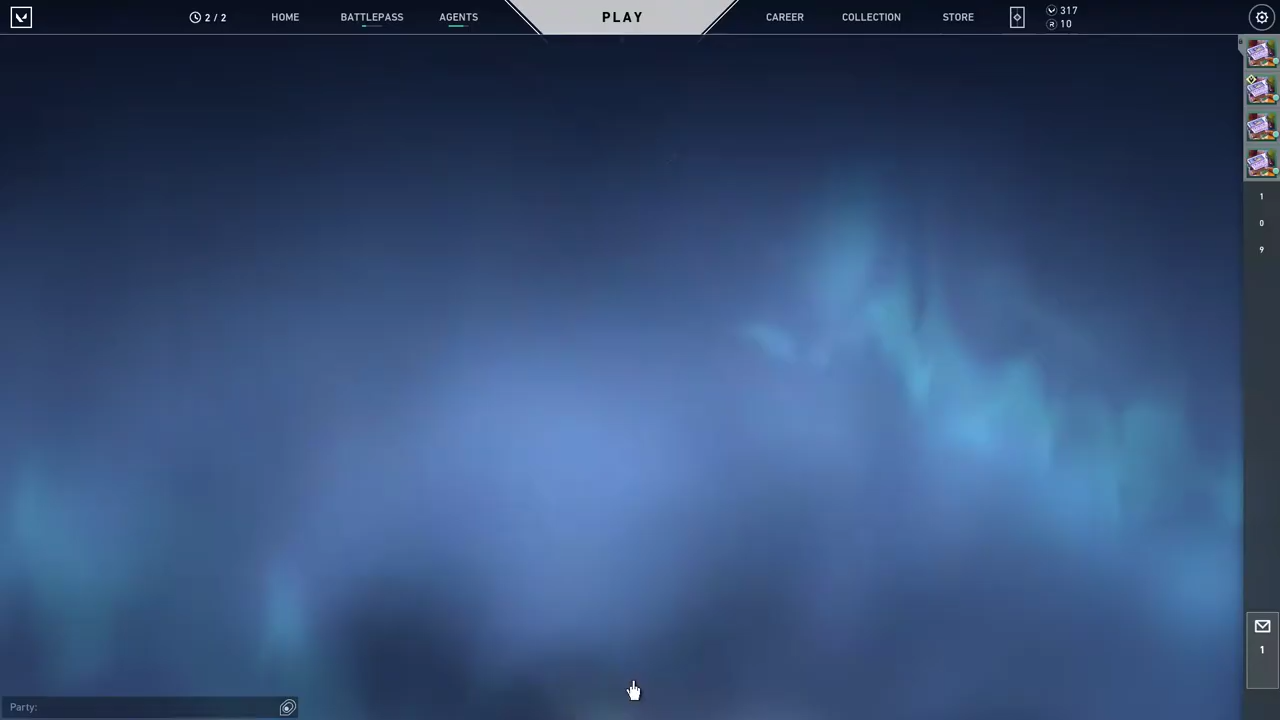 2 / 2
HOME
BATTLEPASS
AGENTS
PLAY
CAREER
COLLECTION
STORE
317
10
1
0
9
1
Party: